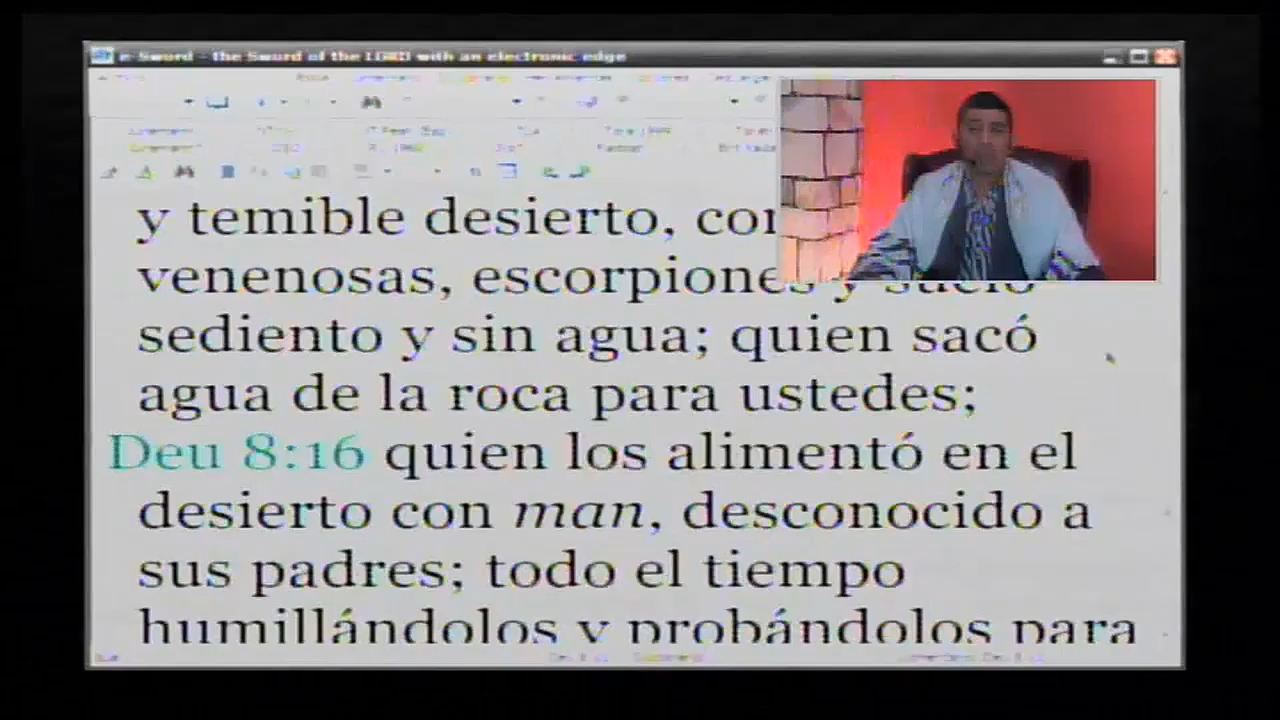 e-Sword - the Sword of the LORD with an electronic edge
y temible desierto, con
venenosas, escorpiones y suelo
sediento y sin agua; quien sacó
agua de la roca para ustedes;
Deu 8:16 quien los alimentó en el
desierto con man, desconocido a
sus padres; todo el tiempo
humillándolos y probándolos para